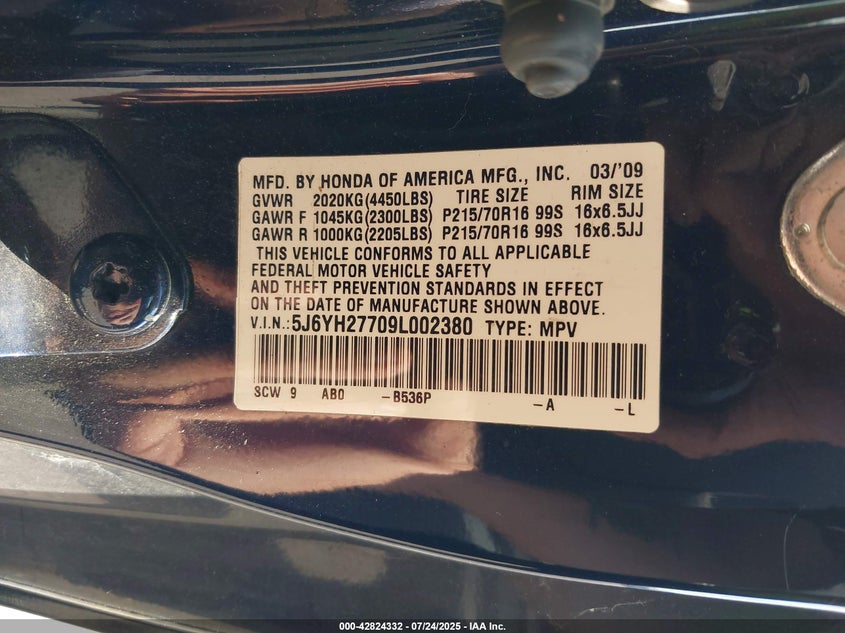 MFD. BY HONDA OF AMERICA MFG., INC. 03/'09
GVWR 2020KG(4450LBS) TIRE SIZE RIM SIZE
GAWR F 1045KG(2300LBS) P215/70R16 99S 16x6.5JJ
GAWR R 1000KG(2205LBS) P215/70R16 99S 16x6.5JJ
THIS VEHICLE CONFORMS TO ALL APPLICABLE
FEDERAL MOTOR VEHICLE SAFETY
AND THEFT PREVENTION STANDARDS IN EFFECT
ON THE DATE OF MANUFACTURE SHOWN ABOVE.
V.I.N.:5J6YH27709L002380 TYPE: MPV
SCW 9 AB0 -B536P -A -L
000-42824332 / 07/24/2025 - IAA Inc.